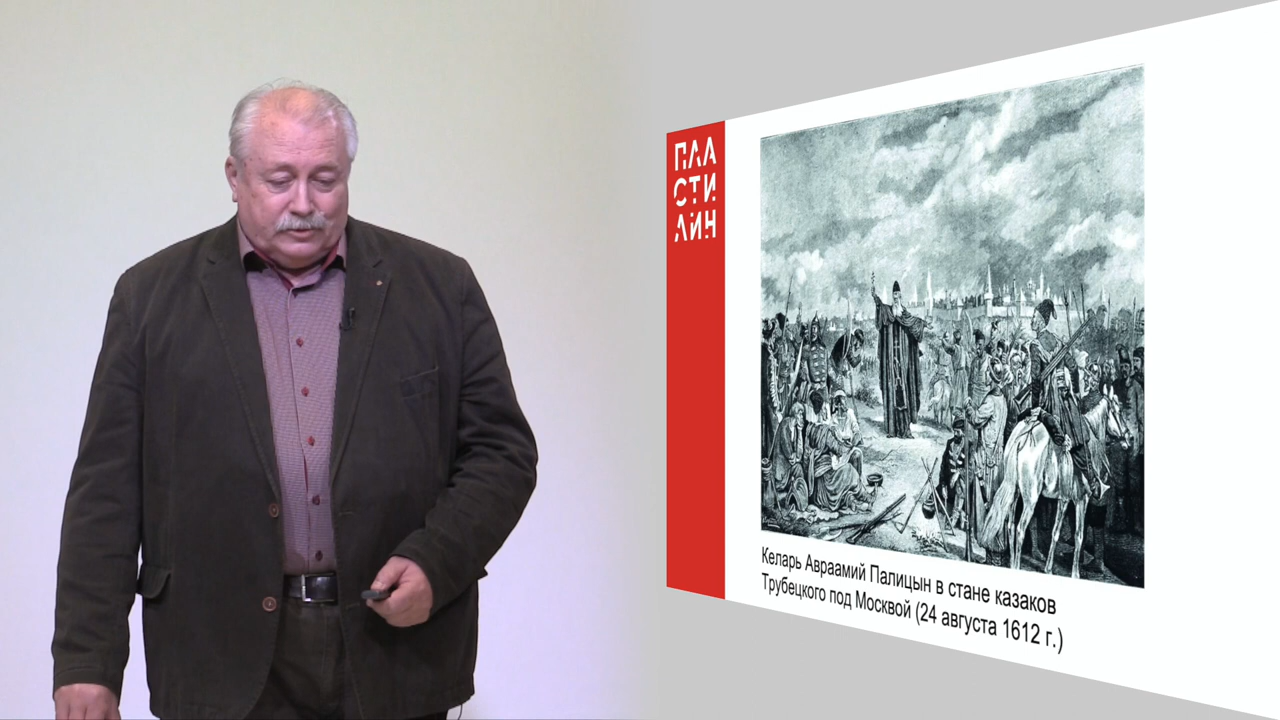 ПЛА
СТИ
ЛИН
Келарь Авраамий Палицын в стане казаков
Трубецкого под Москвой (24 августа 1612 г.)